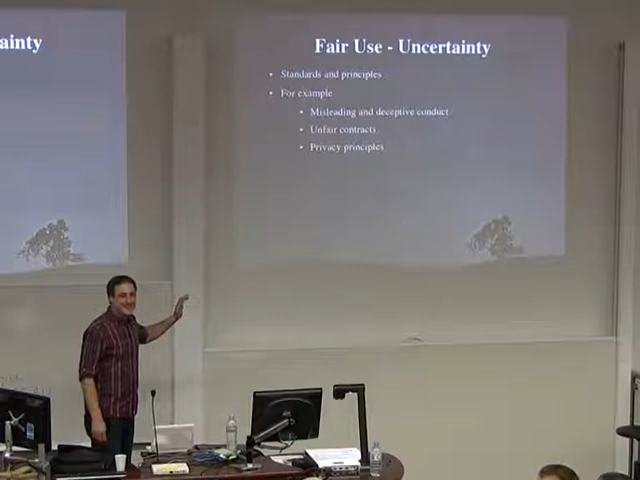 ainty
Fair Use - Uncertainty
• Standards and principles
• For example
• Misleading and deceptive conduct
• Unfair contracts
• Privacy principles